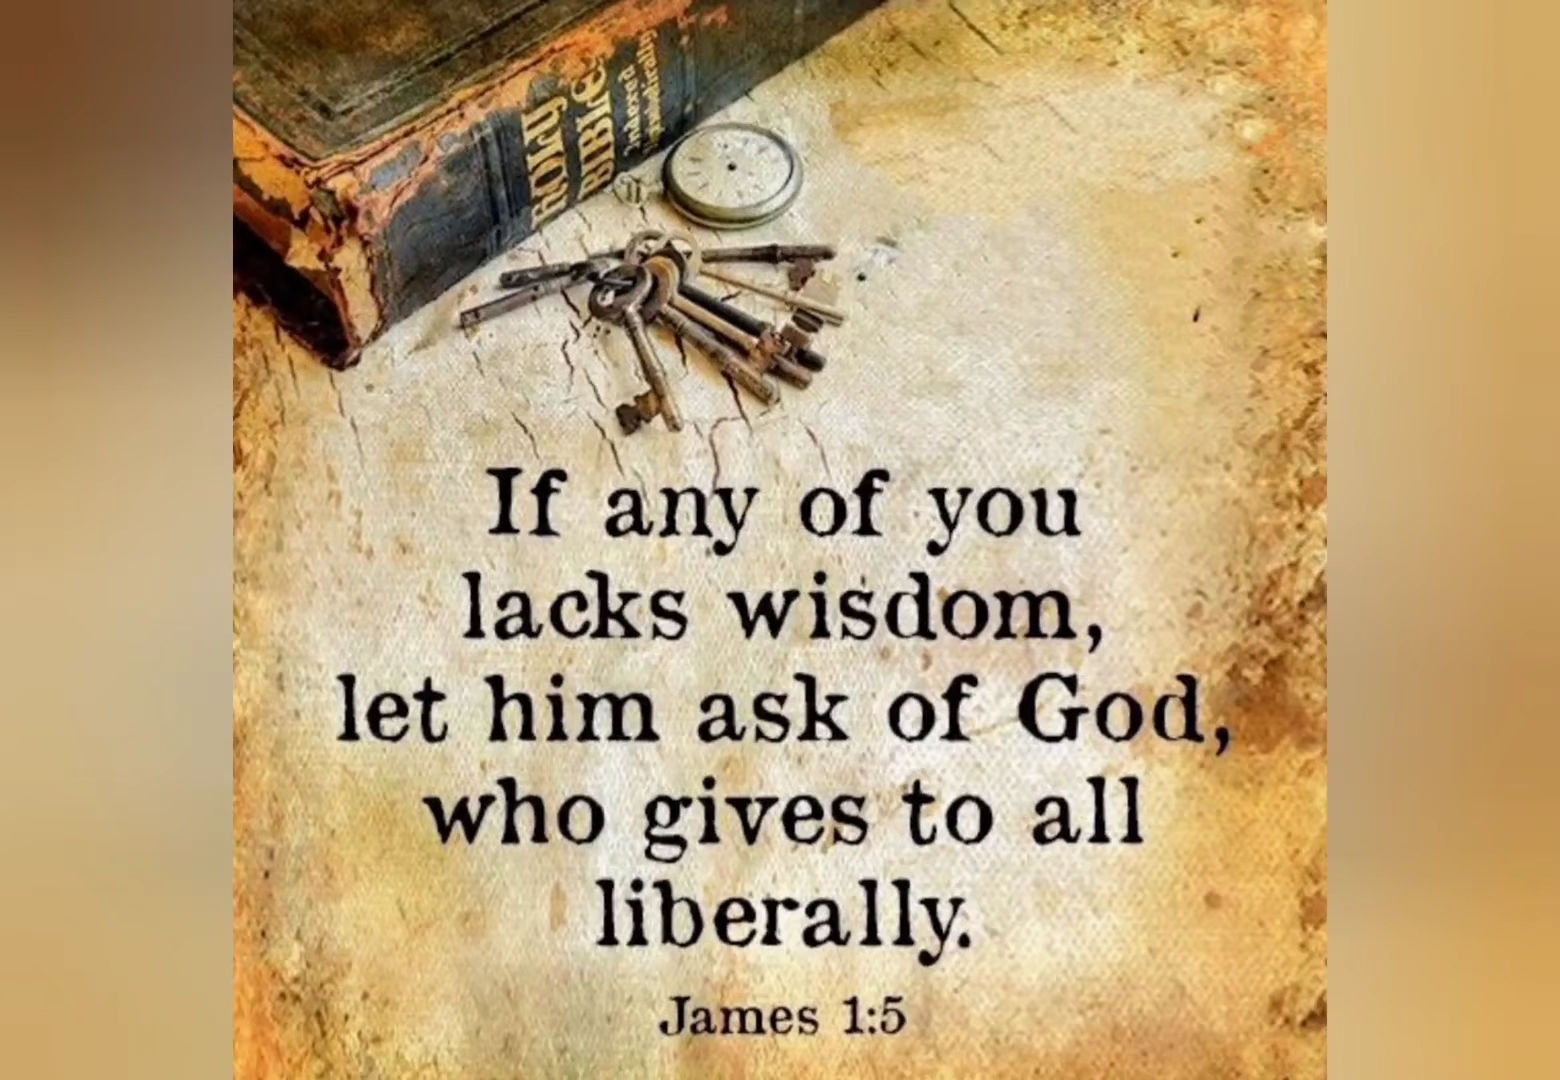 HOLY
BIBLE
Indexed
If any of you
lacks wisdom,
let him ask of God,
who gives to all
liberally.
James 1:5